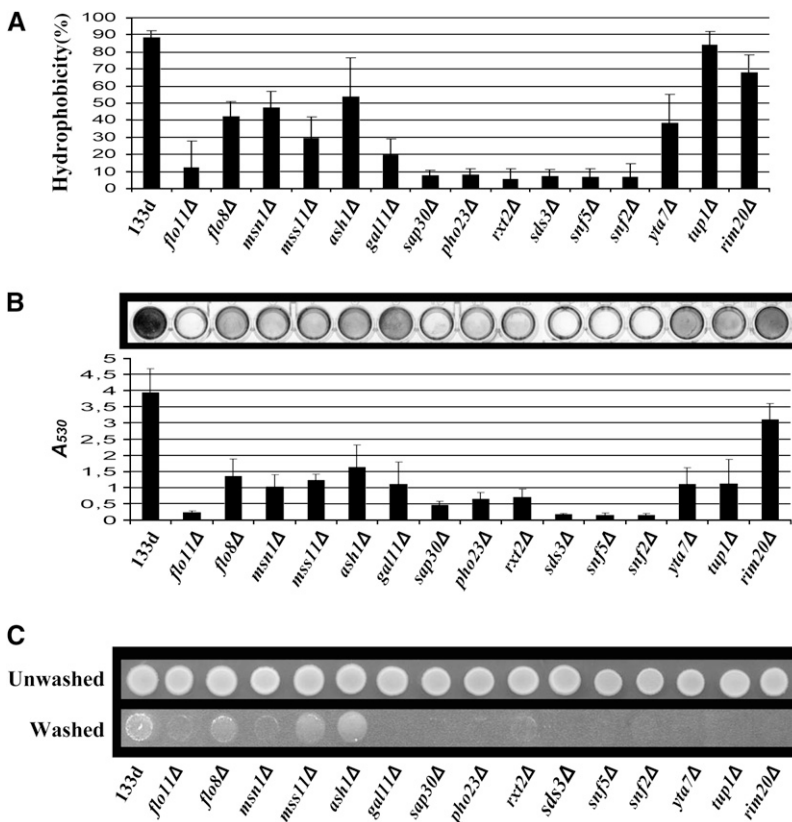 A
Hydrophobicity(%)
100
90
80
70
60
50
40
30
20
10
0
133d flo11Δ flo8Δ msn1Δ mss11Δ ash1Δ gal11Δ sap30Δ pho23Δ rxt2Δ sds3Δ snf5Δ snf2Δ yta7Δ tup1Δ rim20Δ
B
A530
5
4,5
4
3,5
3
2,5
2
1,5
1
0,5
0
133d flo11Δ flo8Δ msn1Δ mss11Δ ash1Δ gal11Δ sap30Δ pho23Δ rxt2Δ sds3Δ snf5Δ snf2Δ yta7Δ tup1Δ rim20Δ
C
Unwashed
Washed
133d flo11Δ flo8Δ msn1Δ mss11Δ ash1Δ gal11Δ sap30Δ pho23Δ rxt2Δ sds3Δ snf5Δ snf2Δ yta7Δ tup1Δ rim20Δ